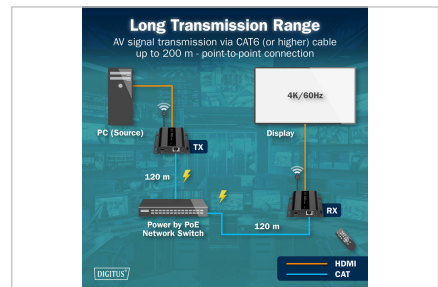 Long Transmission Range
AV signal transmission via CAT6 (or higher) cable
up to 200 m - point-to-point connection
4K/60Hz
PC (Source)
TX
Display
120 m
RX
Power by PoE
Network Switch
120 m
DIGITUS®
HDMI
CAT